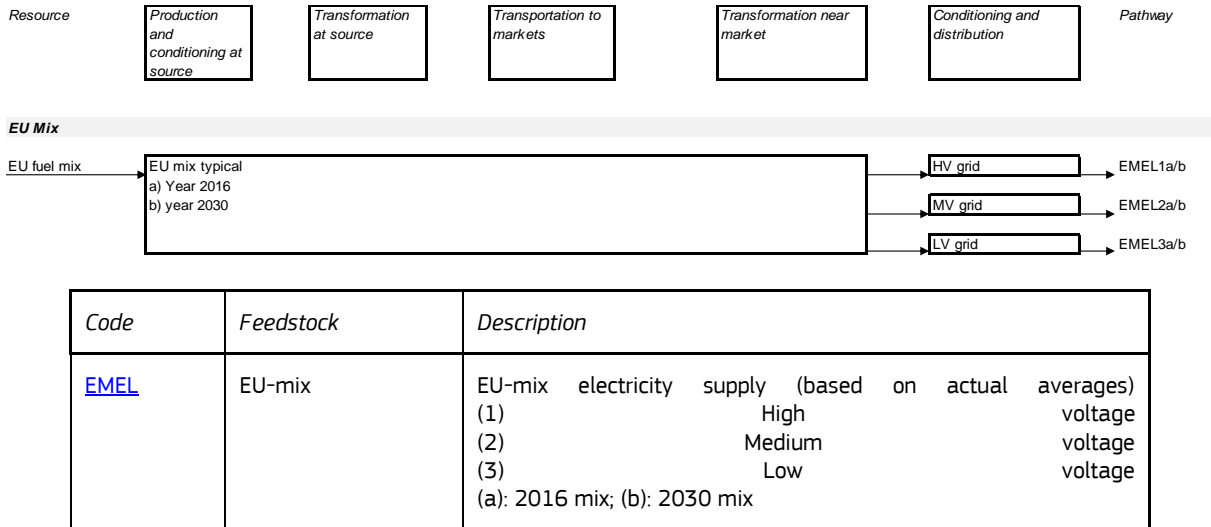 Resource
Production
and
conditioning at
source
Transformation
at source
Transportation to
markets
Transformation near
market
Conditioning and
distribution
Pathway
EU Mix
EU fuel mix
EU mix typical
a) Year 2016
b) year 2030
HV grid
EMEL1a/b
MV grid
EMEL2a/b
LV grid
EMEL3a/b
Code Feedstock Description
EMEL EU-mix EU-mix electricity supply (based on actual averages)
(1) High voltage
(2) Medium voltage
(3) Low voltage
(a): 2016 mix; (b): 2030 mix